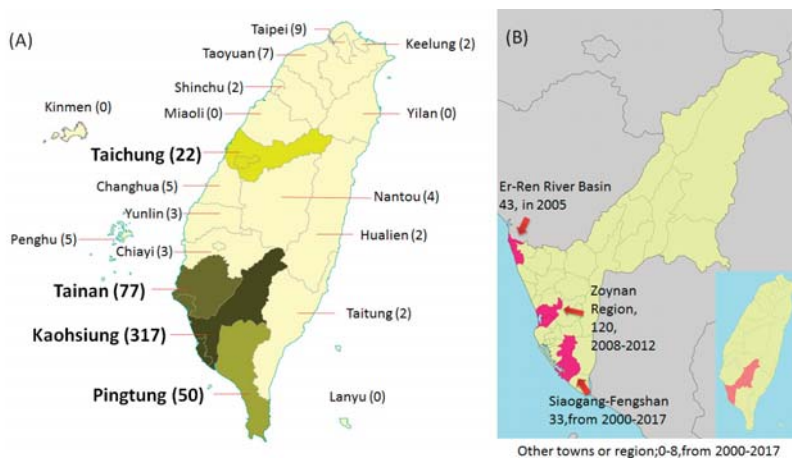 (A)
Taipei (9)
Taoyuan (7)
Keelung (2)
Shinchu (2)
Kinmen (0)
Miaoli (0)
Yilan (0)
Taichung (22)
Changhua (5)
Nantou (4)
Yunlin (3)
Penghu (5)
Hualien (2)
Chiayi (3)
Tainan (77)
Taitung (2)
Kaohsiung (317)
Pingtung (50)
Lanyu (0)
(B)
Er-Ren River Basin
43, in 2005
Zoynan
Region,
120,
2008-2012
Siaogang-Fengshan
33,from 2000-2017
Other towns or region;0-8,from 2000-2017